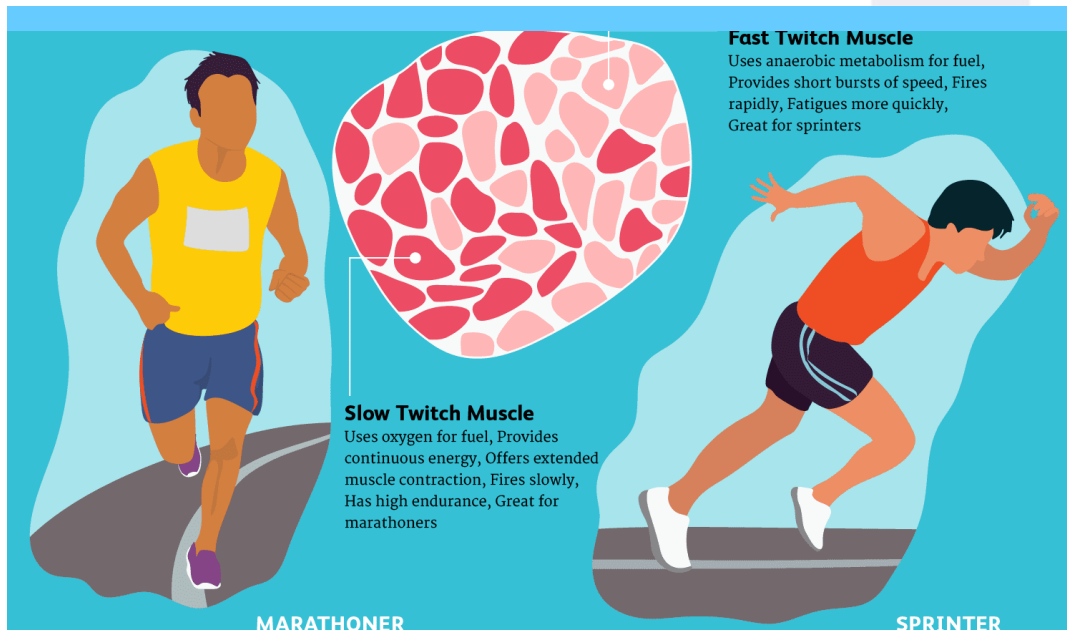 Fast Twitch Muscle
Uses anaerobic metabolism for fuel,
Provides short bursts of speed, Fires
rapidly, Fatigues more quickly,
Great for sprinters
Slow Twitch Muscle
Uses oxygen for fuel, Provides
continuous energy, Offers extended
muscle contraction, Fires slowly,
Has high endurance, Great for
marathoners
MARATHONER
SPRINTER